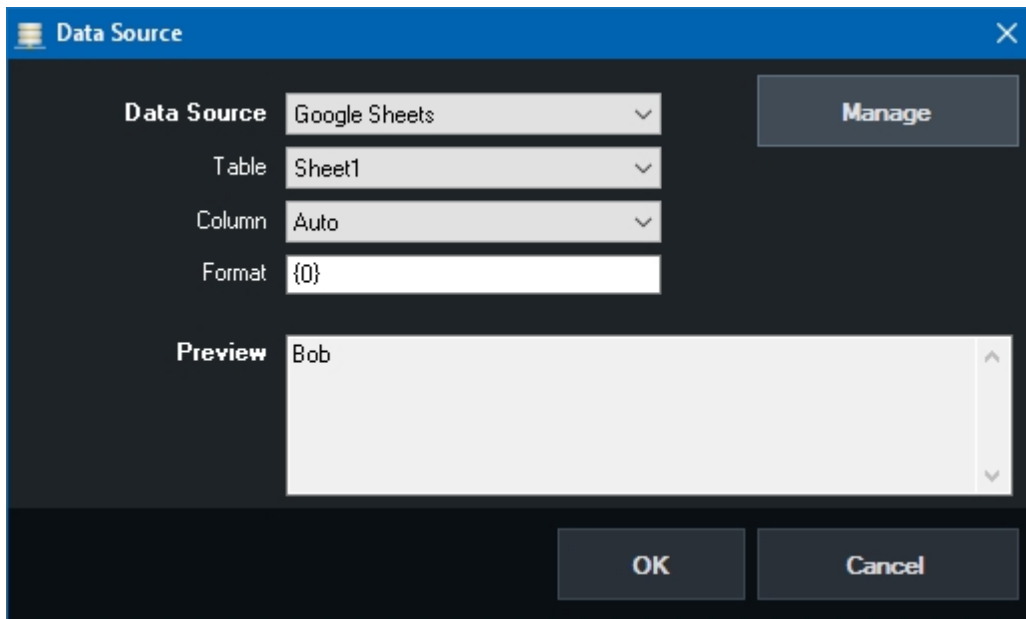 Data Source
Data Source Google Sheets Manage
Table Sheet1
Column Auto
Format {0}
Preview Bob
OK Cancel